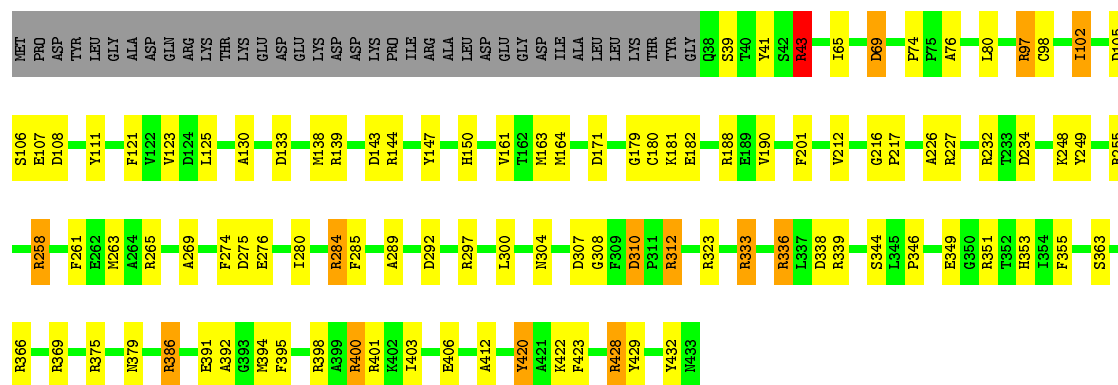 MET PRO ASP TYR LEU GLY ALA ASP GLN ARG LYS THR LYS GLU ASP GLU LYS ASP ASP LYS PRO ILE ARG ALA LEU ASP GLU GLY ASP ILE ALA LEU LEU LYS THR TYR GLY Q38 S39 T40 Y41 S42 R43 I65 D69 P74 P75 A76 L80 R97 C98 I102 D105
S106 E107 D108 Y111 F121 V122 V123 D124 L125 A130 D133 M138 R139 D143 R144 Y147 H150 V161 T162 M163 M164 D171 G179 C180 K181 E182 R188 E189 V190 F201 V212 G216 P217 A226 R227 R232 T233 D234 K248 Y249
R258 F261 E262 M263 A264 R265 A269 F274 D275 E276 I280 R284 F285 A289 D292 R297 L300 N304 D307 G308 F309 D310 P311 R312 R323 R333 R336 L337 D338 R339 S344 L345 P346 E349 G350 R351 T352 H353 I354 F355 S363
R366 R369 R375 N379 R386 E391 A392 G393 M394 F395 R398 A399 R400 R401 K402 I403 E406 A412 Y420 A421 K422 F423 R428 Y429 Y432 N433